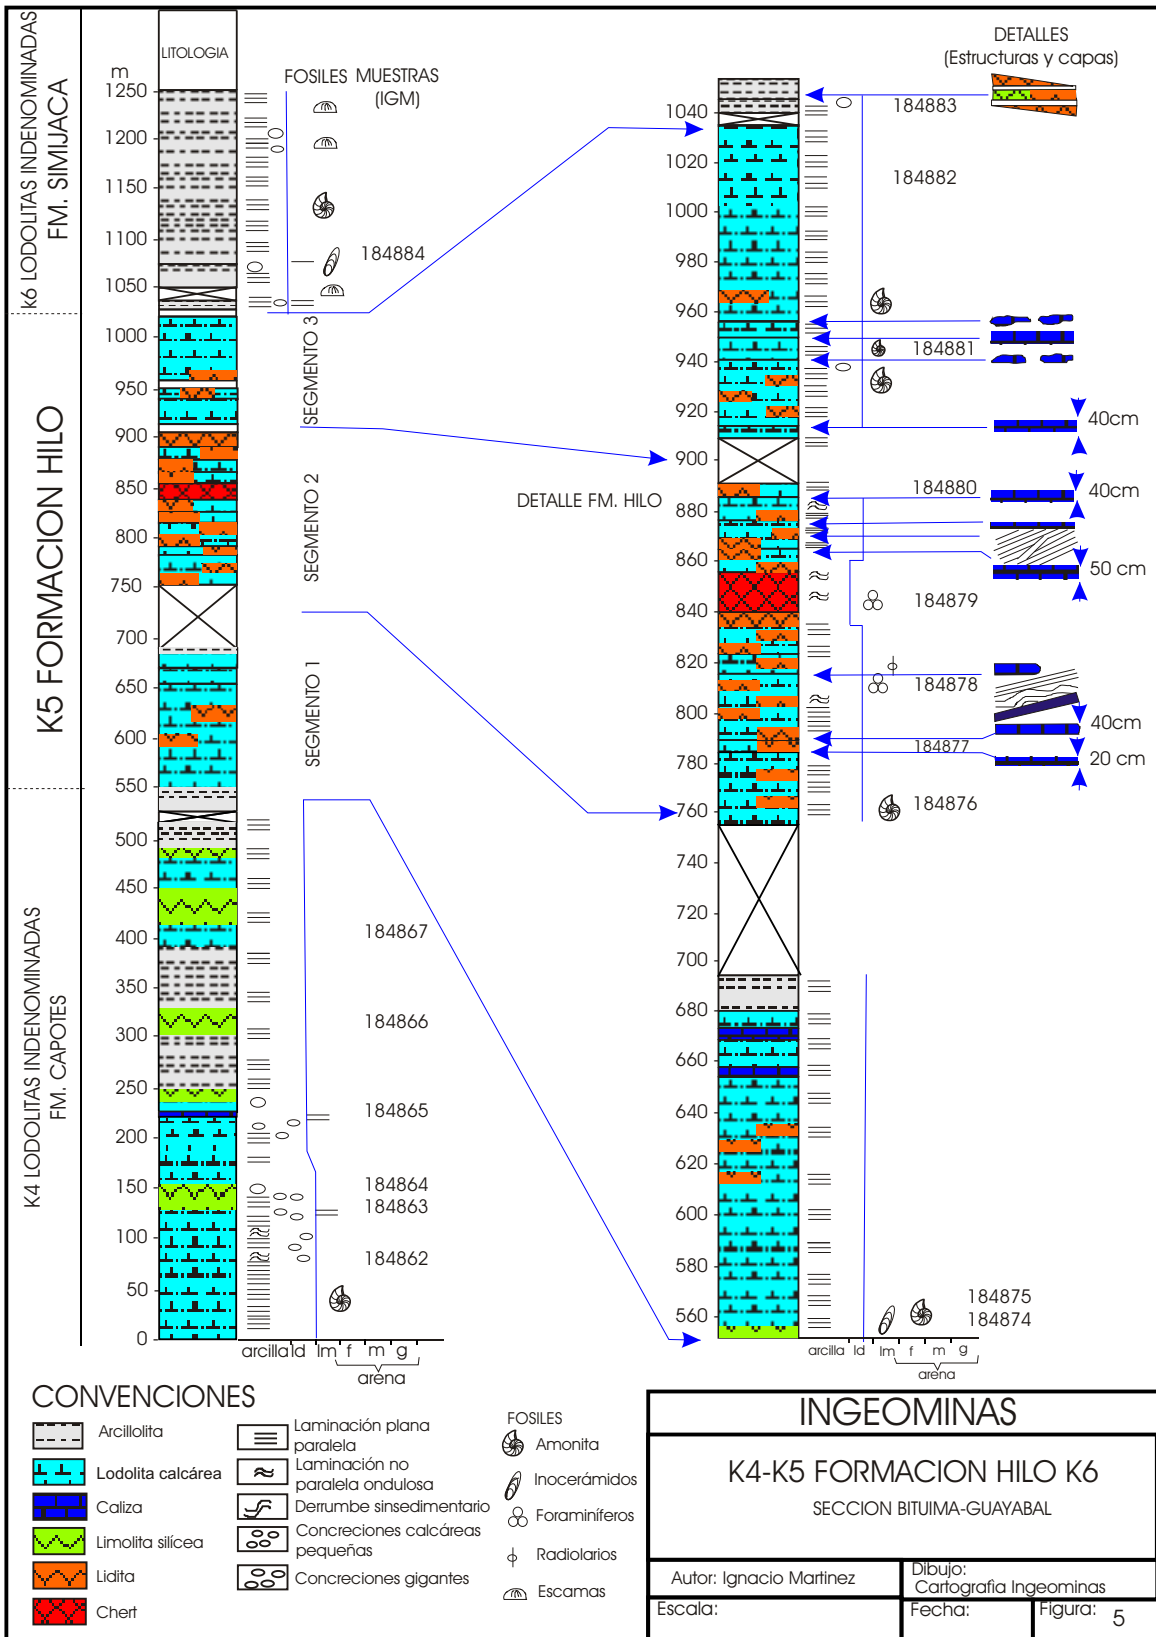 K6 LODOLITAS INDENOMINADAS
FM. SIMIJACA
K5 FORMACION HILO
K4 LODOLITAS INDENOMINADAS
FM. CAPOTES
LITOLOGIA
m
FOSILES MUESTRAS
(IGM)
1250
1200
1150
1100
1050
1000
950
900
850
800
750
700
650
600
550
500
450
400
350
300
250
200
150
100
50
0
184884
184867
184866
184865
184864
184863
184862
SEGMENTO 3
SEGMENTO 2
SEGMENTO 1
arcilla ld lm f m g
arena
DETALLE FM. HILO
1040
1020
1000
980
960
940
920
900
880
860
840
820
800
780
760
740
720
700
680
660
640
620
600
580
560
184883
184882
184881
184880
184879
184878
184877
184876
184875
184874
arcilla ld lm f m g
arena
DETALLES
(Estructuras y capas)
40cm
40cm
50 cm
40cm
20 cm
CONVENCIONES
Arcillolita
Lodolita calcárea
Caliza
Limolita silícea
Lidita
Chert
Laminación plana
paralela
Laminación no
paralela ondulosa
Derrumbe sinsedimentario
Concreciones calcáreas
pequeñas
Concreciones gigantes
FOSILES
Amonita
Inocerámidos
Foraminíferos
Radiolarios
Escamas
INGEOMINAS
K4-K5 FORMACION HILO K6
SECCION BITUIMA-GUAYABAL
Autor: Ignacio Martinez
Dibujo:
Cartografia Ingeominas
Escala:
Fecha:
Figura: 5